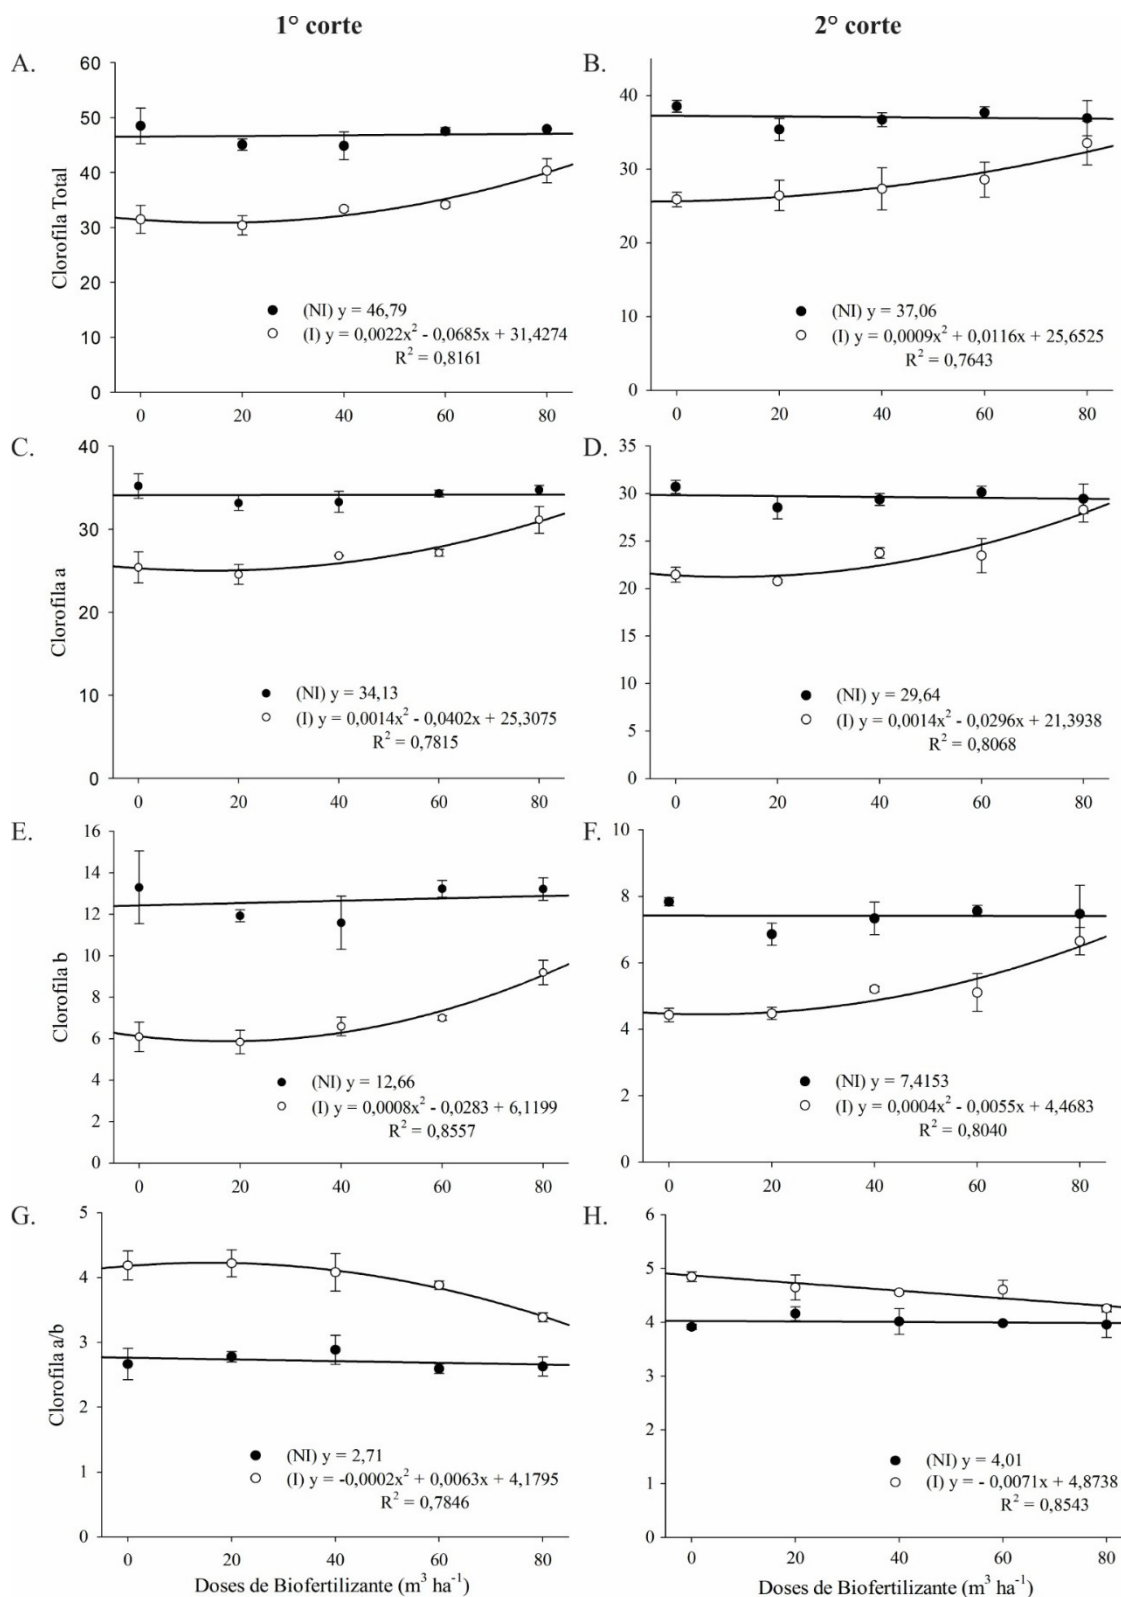 1° corte
2° corte
A.
Clorofila Total
60
50
40
30
20
10
0
(NI) y = 46,79
(I) y = 0,0022x² - 0,0685x + 31,4274
R² = 0,8161
0 20 40 60 80
B.
40
30
20
10
0
(NI) y = 37,06
(I) y = 0,0009x² + 0,0116x + 25,6525
R² = 0,7643
0 20 40 60 80
C.
Clorofila a
40
30
20
10
0
(NI) y = 34,13
(I) y = 0,0014x² - 0,0402x + 25,3075
R² = 0,7815
0 20 40 60 80
D.
35
30
25
20
15
10
5
0
(NI) y = 29,64
(I) y = 0,0014x² - 0,0296x + 21,3938
R² = 0,8068
0 20 40 60 80
E.
Clorofila b
16
14
12
10
8
6
4
2
0
(NI) y = 12,66
(I) y = 0,0008x² - 0,0283x + 6,1199
R² = 0,8557
0 20 40 60 80
F.
10
8
6
4
2
0
(NI) y = 7,4153
(I) y = 0,0004x² - 0,0055x + 4,4683
R² = 0,8040
0 20 40 60 80
G.
Clorofila a/b
5
4
3
2
1
0
(NI) y = 2,71
(I) y = -0,0002x² + 0,0063x + 4,1795
R² = 0,7846
0 20 40 60 80
Doses de Biofertilizante (m³ ha⁻¹)
H.
6
5
4
3
2
1
0
(NI) y = 4,01
(I) y = - 0,0071x + 4,8738
R² = 0,8543
0 20 40 60 80
Doses de Biofertilizante (m³ ha⁻¹)